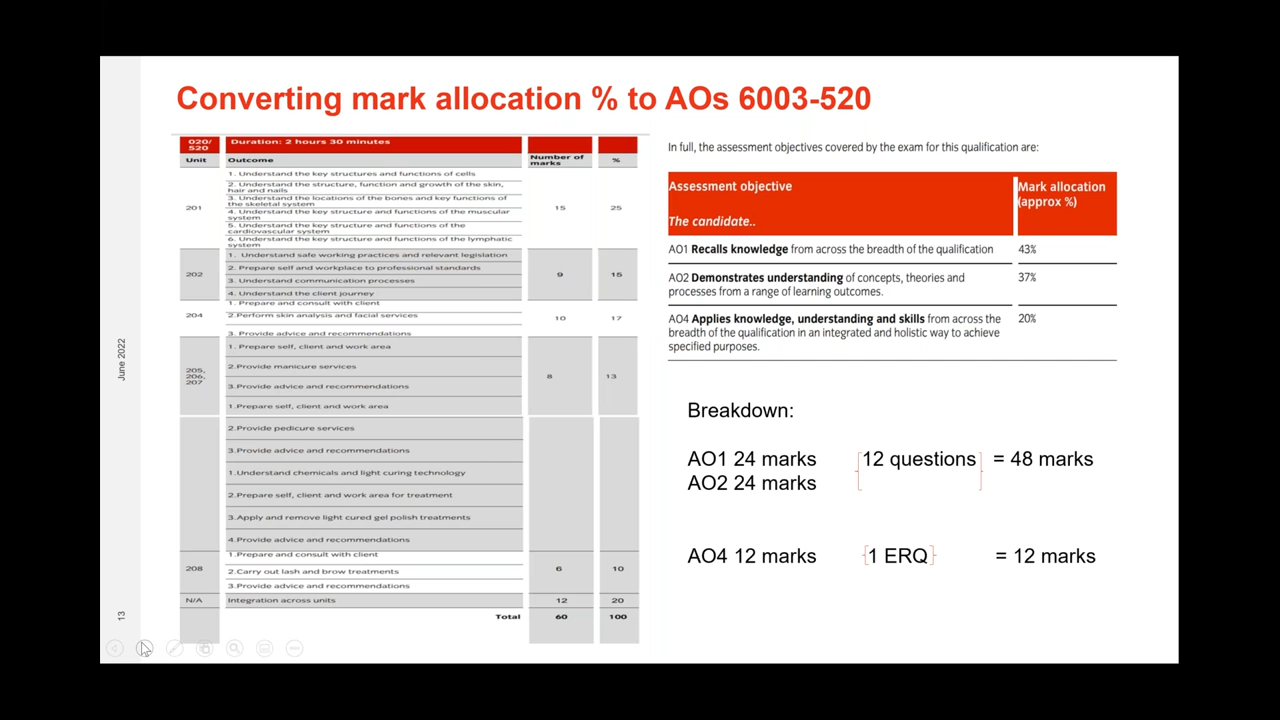 Converting mark allocation % to AOs 6003-520
020/
520
Duration: 2 hours 30 minutes
Unit
Outcome
Number of
marks
%
201
1. Understand the key structures and functions of cells
2. Understand the structure, function and growth of the skin,
hair and nails
3. Understand the locations of the bones and key functions of
the skeletal system
4. Understand the key structure and functions of the muscular
system
5. Understand the key structure and functions of the
cardiovascular system
6. Understand the key structure and functions of the lymphatic
system
15
25
202
1. Understand safe working practices and relevant legislation
2. Prepare self and workplace to professional standards
3. Understand communication processes
4. Understand the client journey
9
15
204
1. Prepare and consult with client
2.Perform skin analysis and facial services
3. Provide advice and recommendations
10
17
205,
206,
207
1. Prepare self, client and work area
2.Provide manicure services
3.Provide advice and recommendations
1.Prepare self, client and work area
8
13
2.Provide pedicure services
3.Provide advice and recommendations
1.Understand chemicals and light curing technology
2.Prepare self, client and work area for treatment
3.Apply and remove light cured gel polish treatments
4.Provide advice and recommendations
208
1.Prepare and consult with client
2.Carry out lash and brow treatments
3.Provide advice and recommendations
6
10
N/A
Integration across units
12
20
Total
60
100
In full, the assessment objectives covered by the exam for this qualification are:
Assessment objective
The candidate..
Mark allocation
(approx %)
AO1 Recalls knowledge from across the breadth of the qualification
43%
AO2 Demonstrates understanding of concepts, theories and
processes from a range of learning outcomes.
37%
AO4 Applies knowledge, understanding and skills from across the
breadth of the qualification in an integrated and holistic way to achieve
specified purposes.
20%
Breakdown:
AO1 24 marks
AO2 24 marks
12 questions
= 48 marks
AO4 12 marks
1 ERQ
= 12 marks
June 2022
13